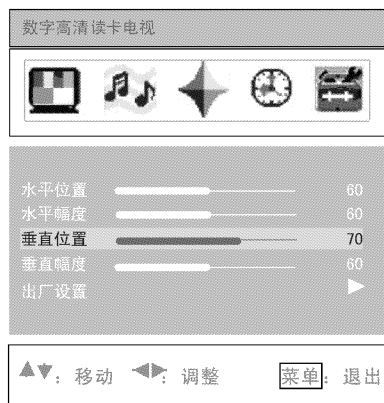 数字高清读卡电视
水平位置 60
水平幅度 60
垂直位置 70
垂直幅度 60
出厂设置 ▶
▲▼：移动 ◀▶：调整 菜单：退出